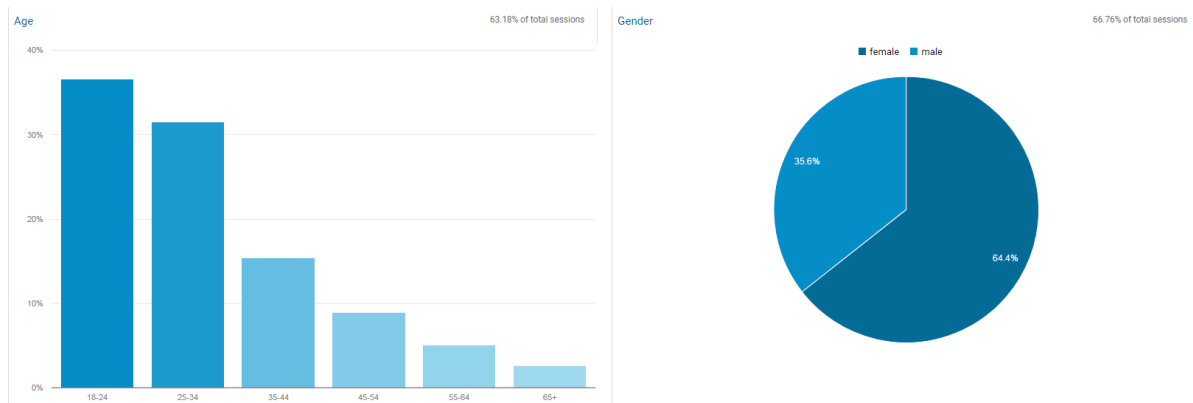 Age
63.18% of total sessions
40%
30%
20%
10%
0%
18-24 25-34 35-44 45-54 55-64 65+
Gender
66.76% of total sessions
female male
35.6%
64.4%